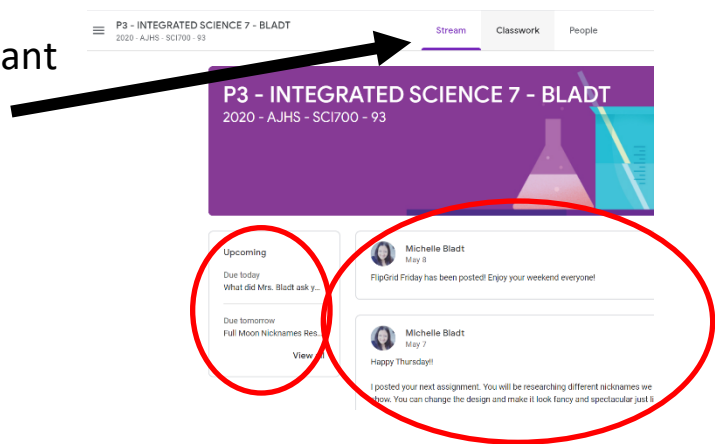 ant
P3 - INTEGRATED SCIENCE 7 - BLADT
2020 - AJHS - SCI700 - 93
Stream
Classwork
People
P3 - INTEGRATED SCIENCE 7 - BLADT
2020 - AJHS - SCI700 - 93
Upcoming
Due today
What did Mrs. Bladt ask y...
Due tomorrow
Full Moon Nicknames Res...
View all
Michelle Bladt
May 8
FlipGrid Friday has been posted! Enjoy your weekend everyone!
Michelle Bladt
May 7
Happy Thursday!!
I posted your next assignment. You will be researching different nicknames we
show. You can change the design and make it look fancy and spectacular just li